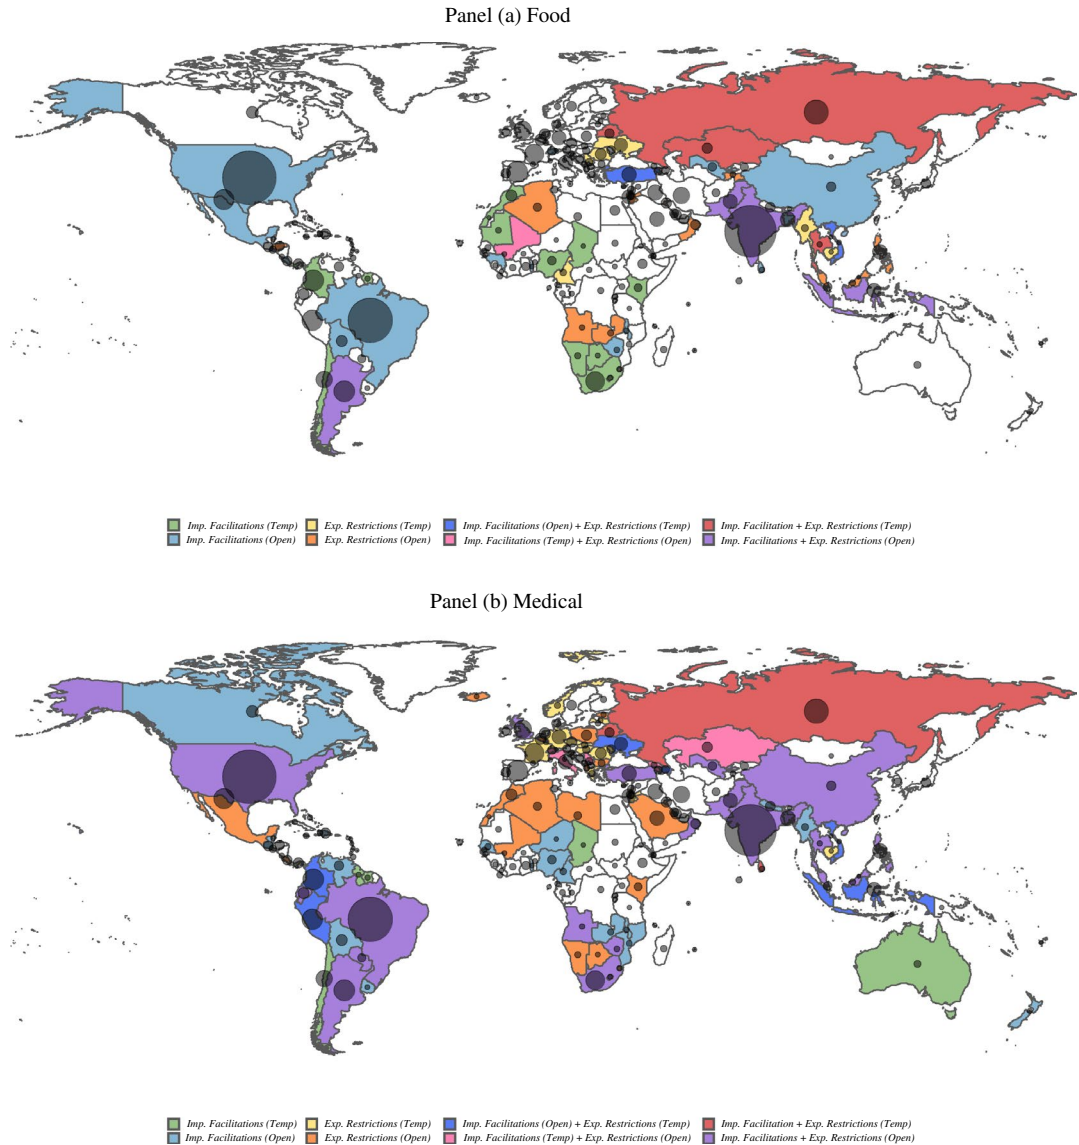 Panel (a) Food
Imp. Facilitations (Temp) Exp. Restrictions (Temp) Imp. Facilitations (Open) + Exp. Restrictions (Temp) Imp. Facilitation + Exp. Restrictions (Temp)
Imp. Facilitations (Open) Exp. Restrictions (Open) Imp. Facilitations (Temp) + Exp. Restrictions (Open) Imp. Facilitations + Exp. Restrictions (Open)
Panel (b) Medical
Imp. Facilitations (Temp) Exp. Restrictions (Temp) Imp. Facilitations (Open) + Exp. Restrictions (Temp) Imp. Facilitation + Exp. Restrictions (Temp)
Imp. Facilitations (Open) Exp. Restrictions (Open) Imp. Facilitations (Temp) + Exp. Restrictions (Open) Imp. Facilitations + Exp. Restrictions (Open)